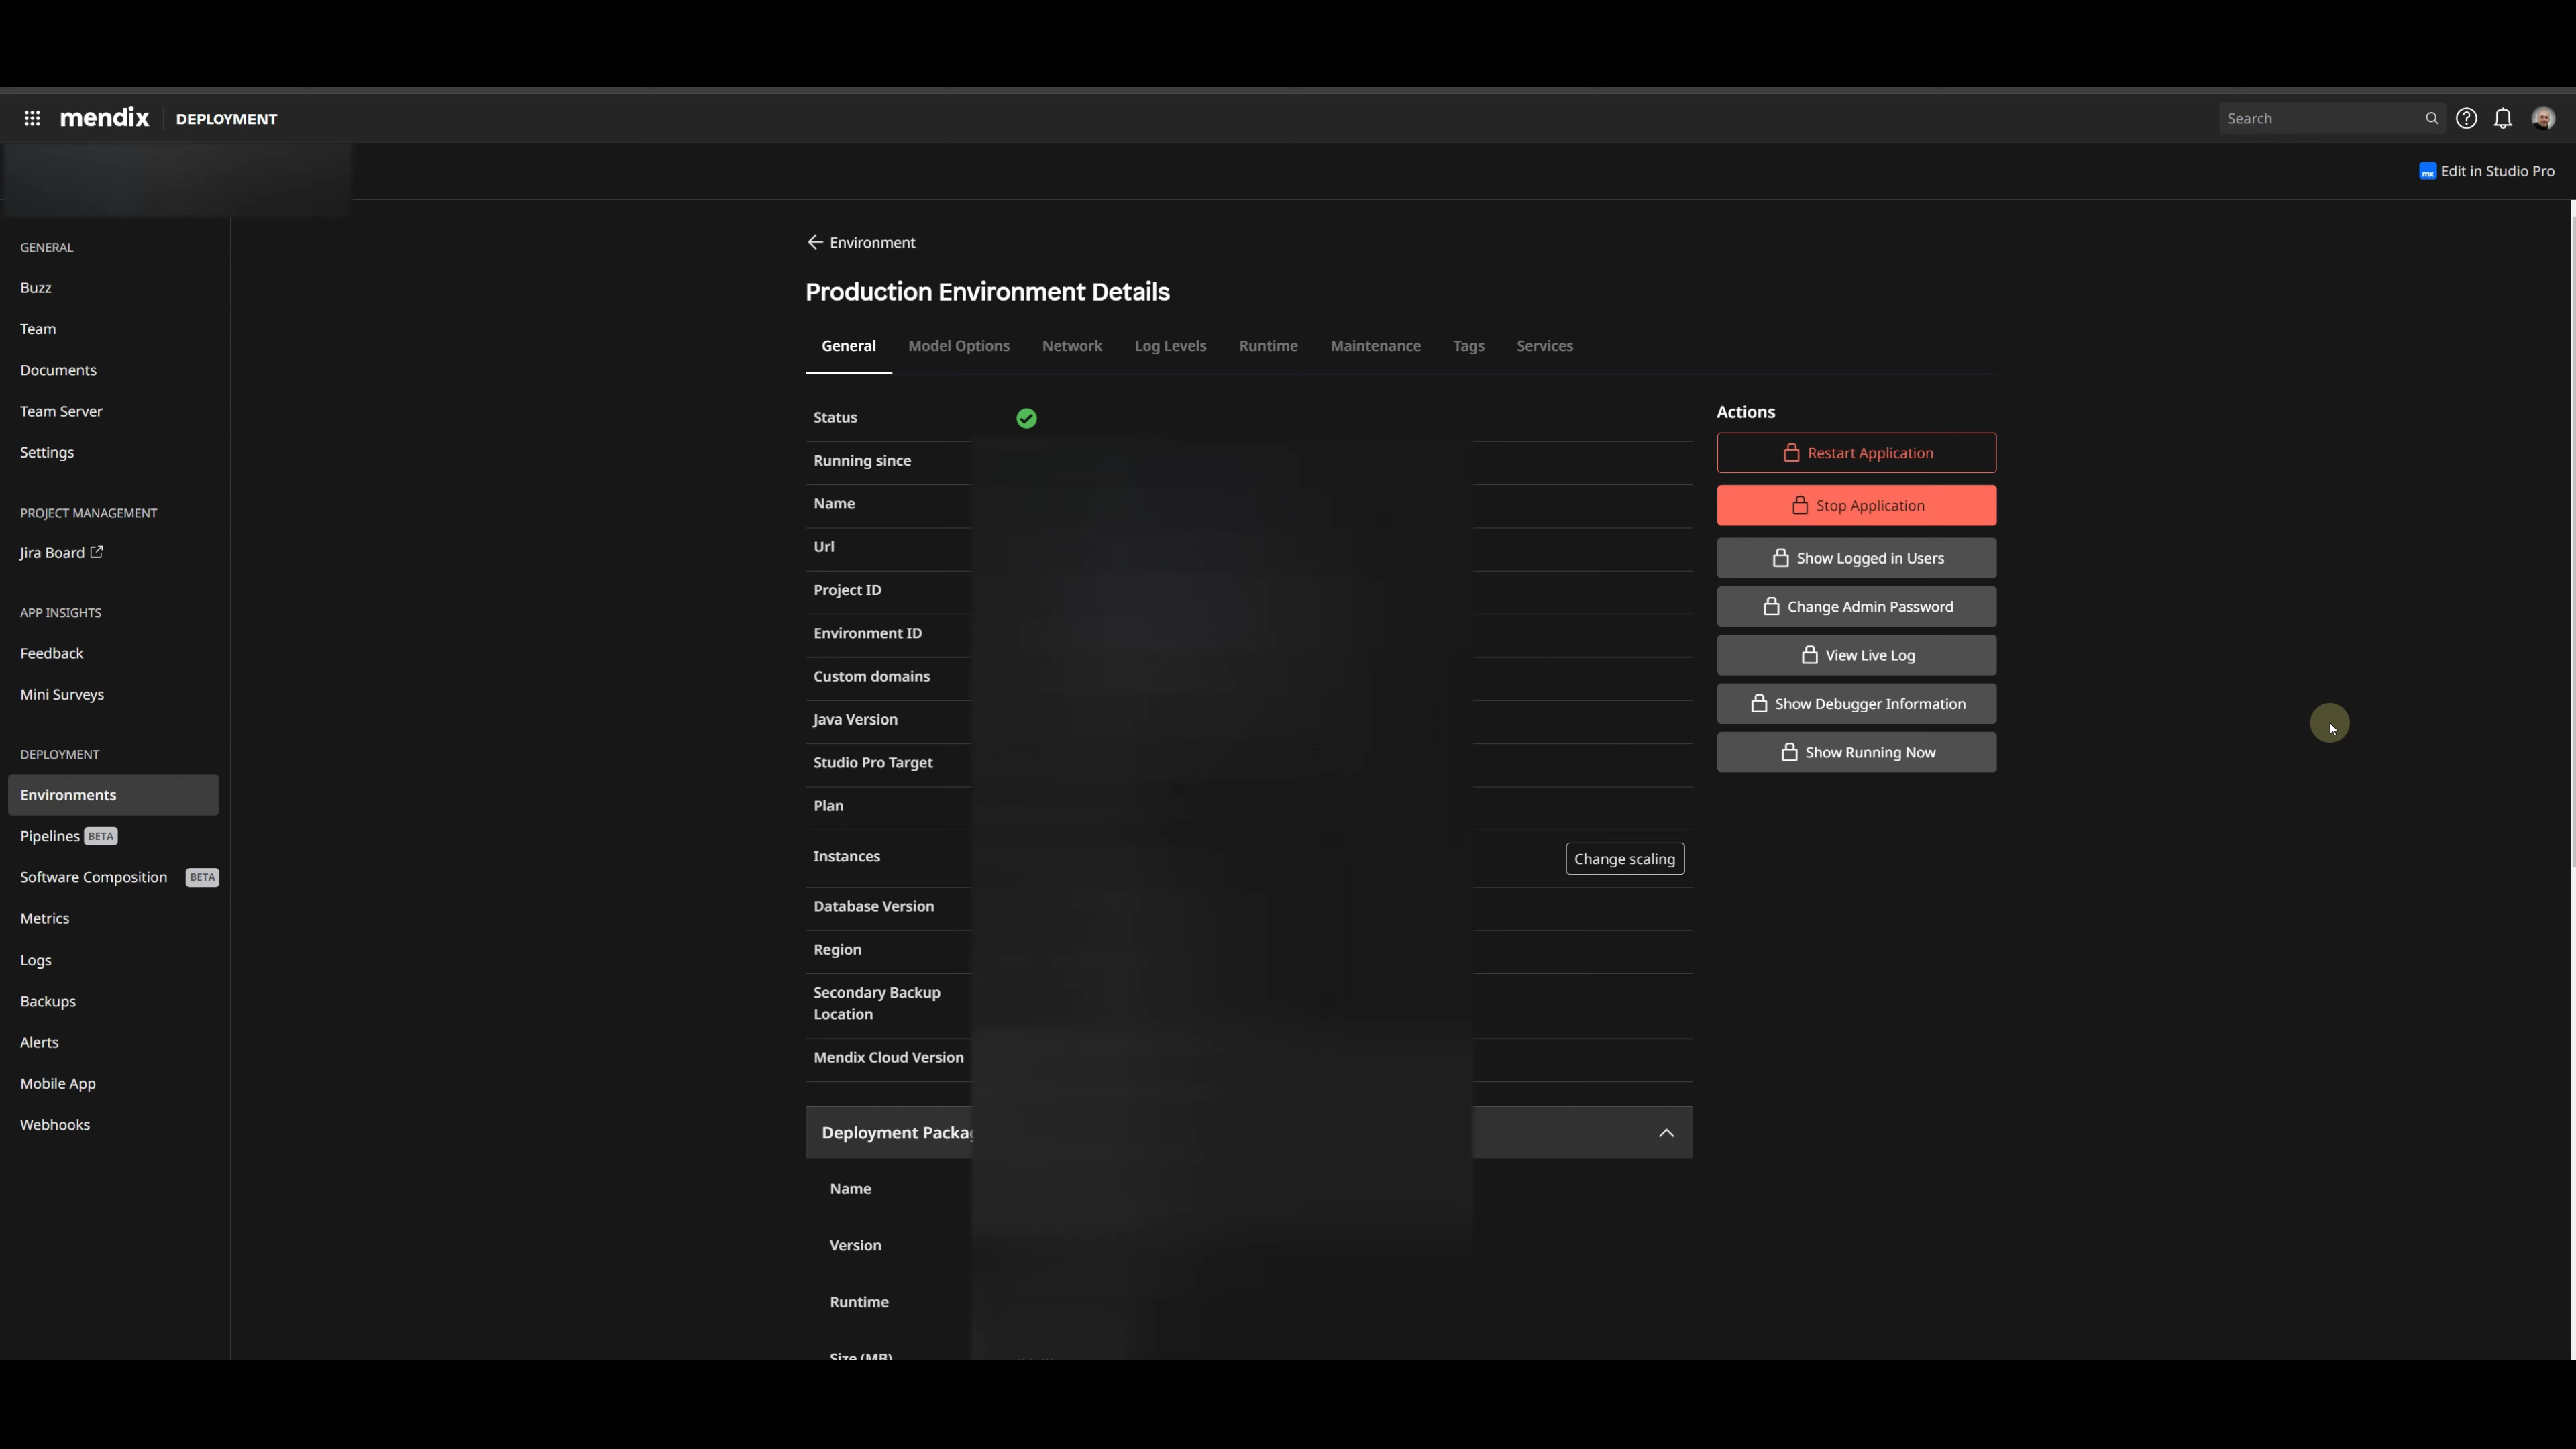 mendix
DEPLOYMENT
Search
Edit in Studio Pro
GENERAL
Buzz
Team
Documents
Team Server
Settings
PROJECT MANAGEMENT
Jira Board
APP INSIGHTS
Feedback
Mini Surveys
DEPLOYMENT
Environments
Pipelines BETA
Software Composition BETA
Metrics
Logs
Backups
Alerts
Mobile App
Webhooks
Environment
Production Environment Details
General Model Options Network Log Levels Runtime Maintenance Tags Services
Status
Running since
Name
Url
Project ID
Environment ID
Custom domains
Java Version
Studio Pro Target
Plan
Instances
Change scaling
Database Version
Region
Secondary Backup
Location
Mendix Cloud Version
Deployment Packag
Name
Version
Runtime
Size (MB)
Actions
Restart Application
Stop Application
Show Logged in Users
Change Admin Password
View Live Log
Show Debugger Information
Show Running Now